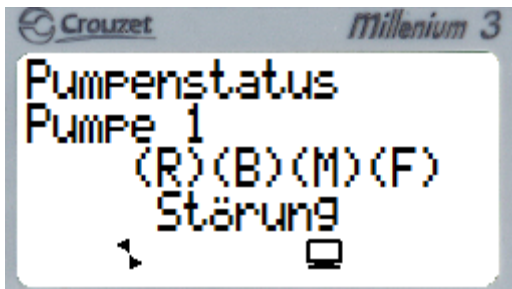 Crouzet Millenium 3
Pumpenstatus
Pumpe 1
(R)(B)(M)(F)
Störung